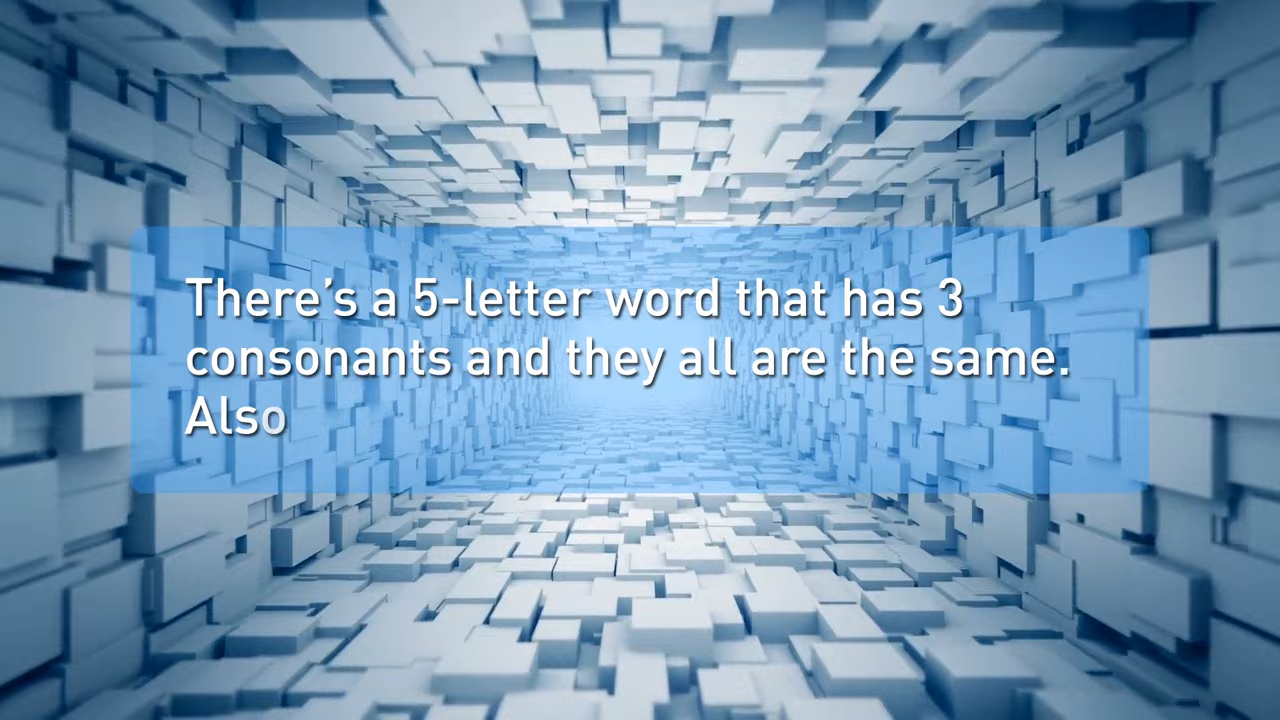 There’s a 5-letter word that has 3
consonants and they all are the same.
Also